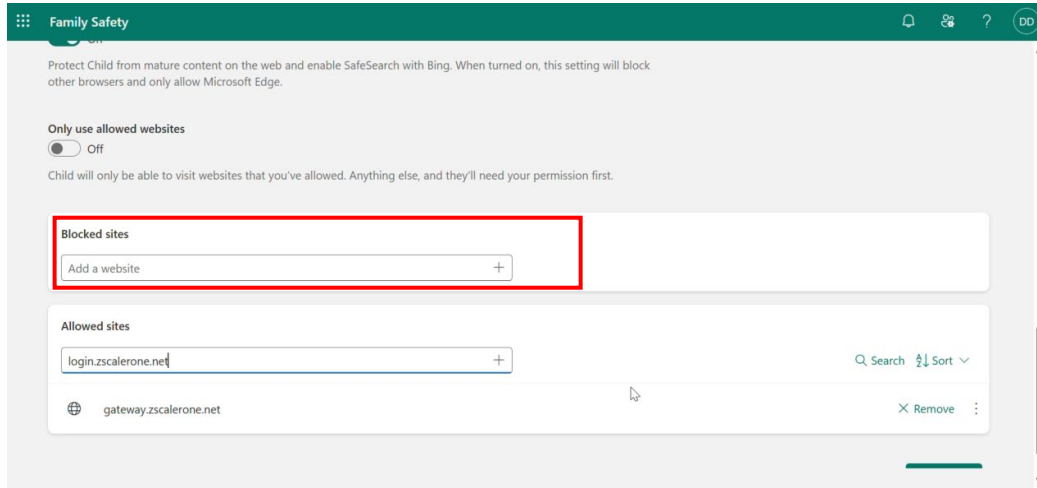 Family Safety
DD
Protect Child from mature content on the web and enable SafeSearch with Bing. When turned on, this setting will block
other browsers and only allow Microsoft Edge.
Only use allowed websites
Off
Child will only be able to visit websites that you've allowed. Anything else, and they'll need your permission first.
Blocked sites
Add a website
Allowed sites
login.zscalerone.net
Search Sort
gateway.zscalerone.net
Remove